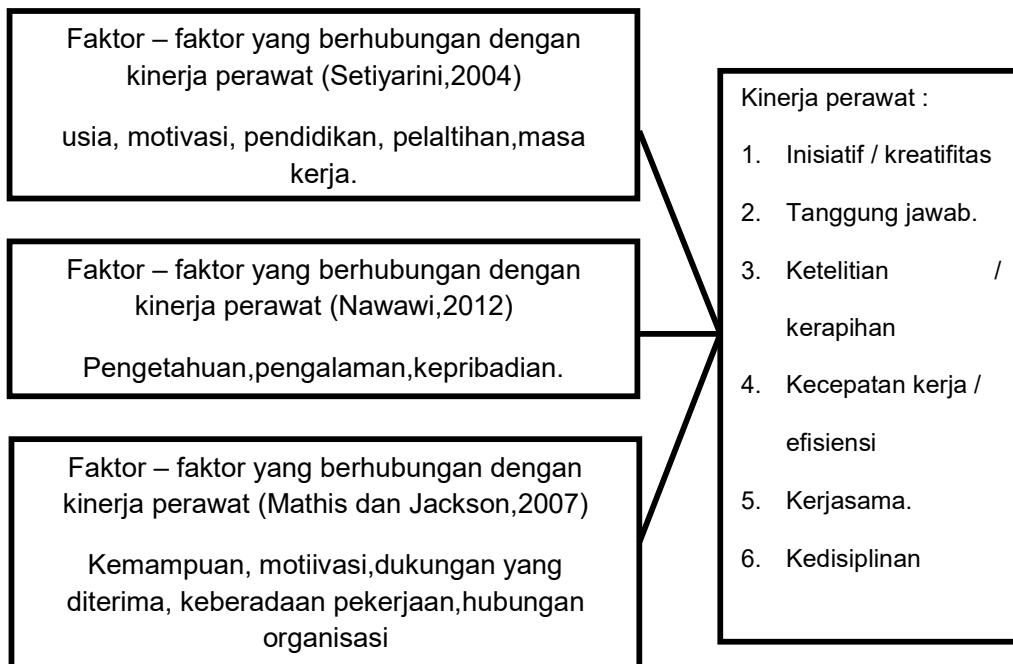 Faktor – faktor yang berhubungan dengan
kinerja perawat (Setiyarini,2004)
usia, motivasi, pendidikan, pelaltihan,masa
kerja.
Faktor – faktor yang berhubungan dengan
kinerja perawat (Nawawi,2012)
Pengetahuan,pengalaman,kepribadian.
Faktor – faktor yang berhubungan dengan
kinerja perawat (Mathis dan Jackson,2007)
Kemampuan, motiivasi,dukungan yang
diterima, keberadaan pekerjaan,hubungan
organisasi
Kinerja perawat :
1. Inisiatif / kreatifitas
2. Tanggung jawab.
3. Ketelitian /
kerapihan
4. Kecepatan kerja /
efisiensi
5. Kerjasama.
6. Kedisiplinan